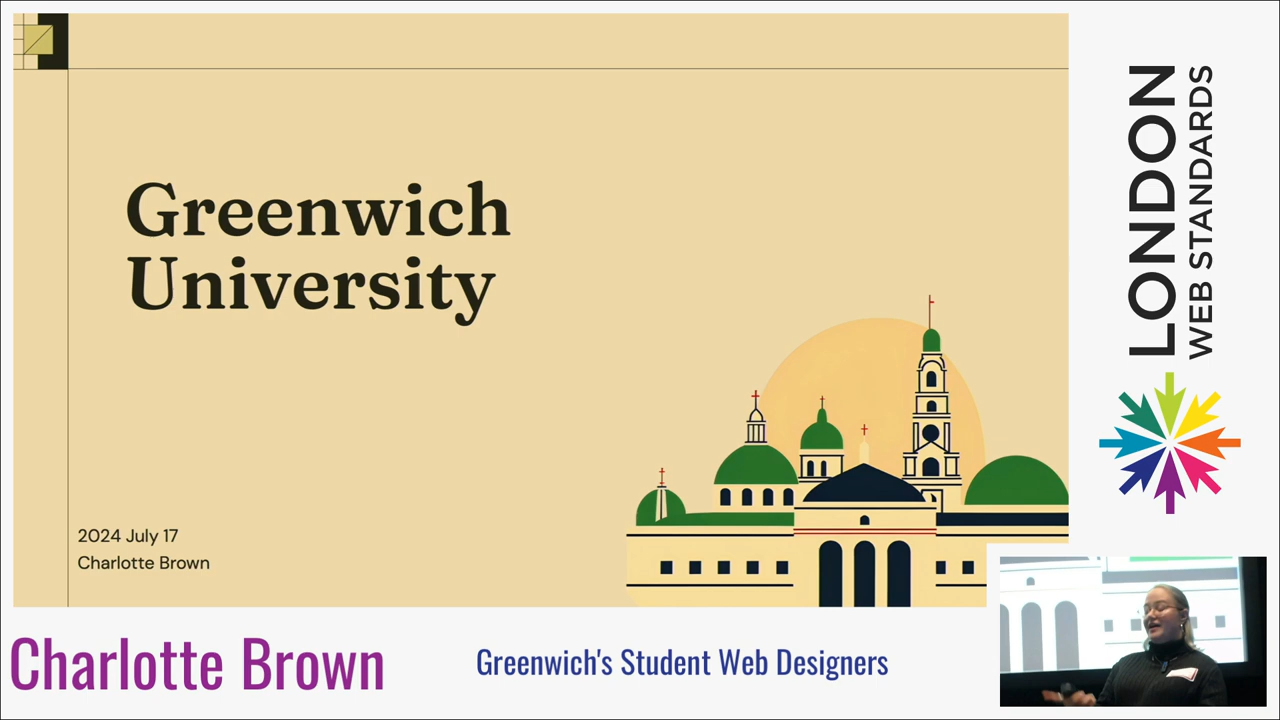 Greenwich
University
2024 July 17
Charlotte Brown
LONDON
WEB STANDARDS
Charlotte Brown
Greenwich's Student Web Designers